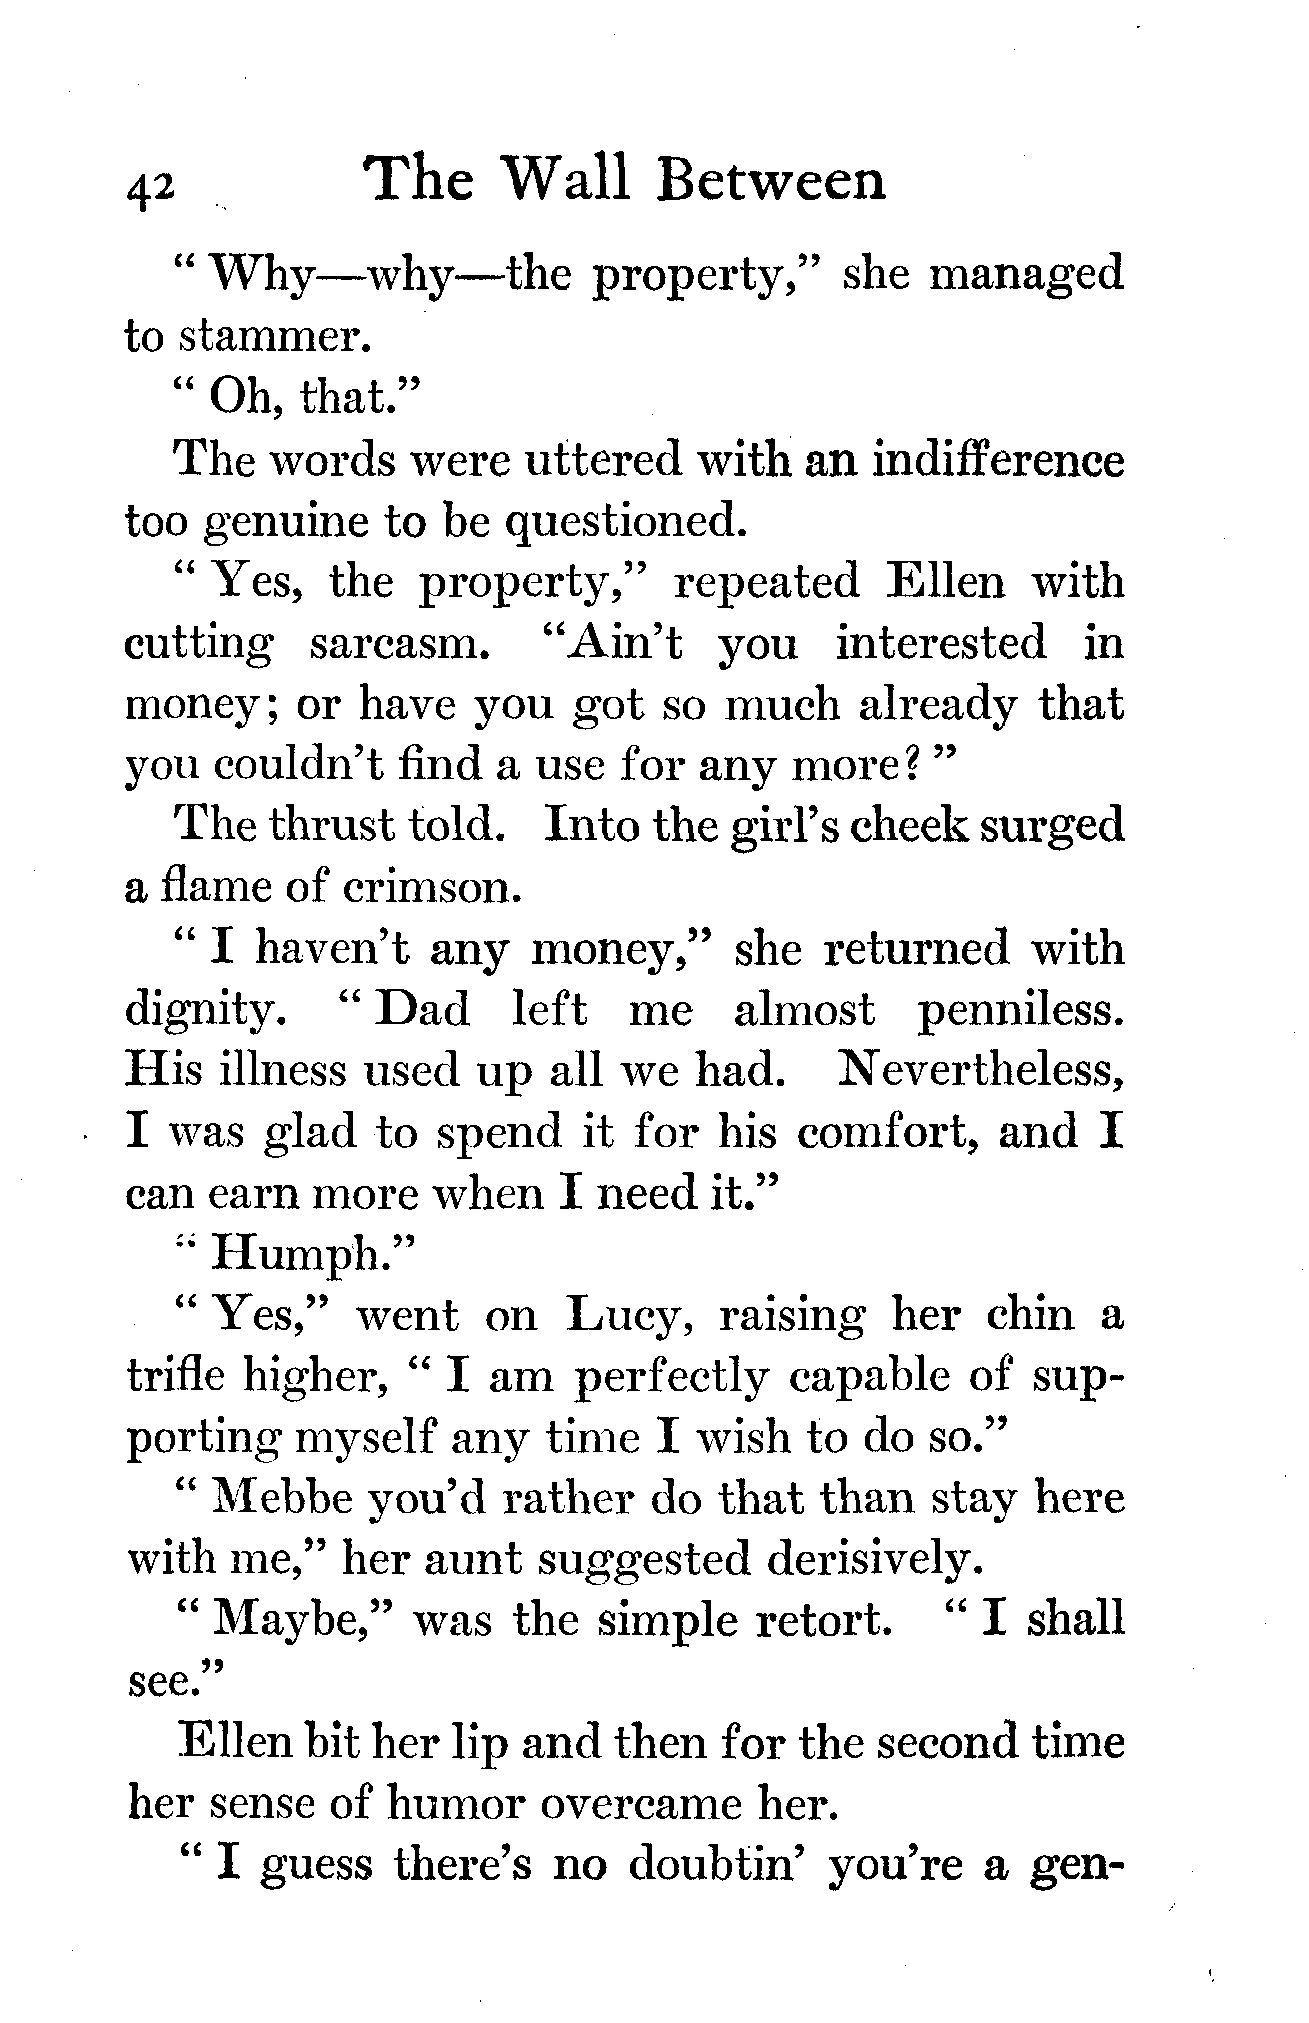 42 The Wall Between
“ Why—why—the property,” she managed
to stammer.
“ Oh, that.”
The words were uttered with an indifference
too genuine to be questioned.
“ Yes, the property,” repeated Ellen with
cutting sarcasm. “Ain’t you interested in
money; or have you got so much already that
you couldn’t find a use for any more? ”
The thrust told. Into the girl’s cheek surged
a flame of crimson.
“ I haven’t any money,” she returned with
dignity. “ Dad left me almost penniless.
His illness used up all we had. Nevertheless,
I was glad to spend it for his comfort, and I
can earn more when I need it.”
“ Humph.”
“ Yes,” went on Lucy, raising her chin a
trifle higher, “ I am perfectly capable of sup-
porting myself any time I wish to do so.”
“ Mebbe you’d rather do that than stay here
with me,” her aunt suggested derisively.
“ Maybe,” was the simple retort. “ I shall
see.”
Ellen bit her lip and then for the second time
her sense of humor overcame her.
“ I guess there’s no doubtin’ you’re a gen-